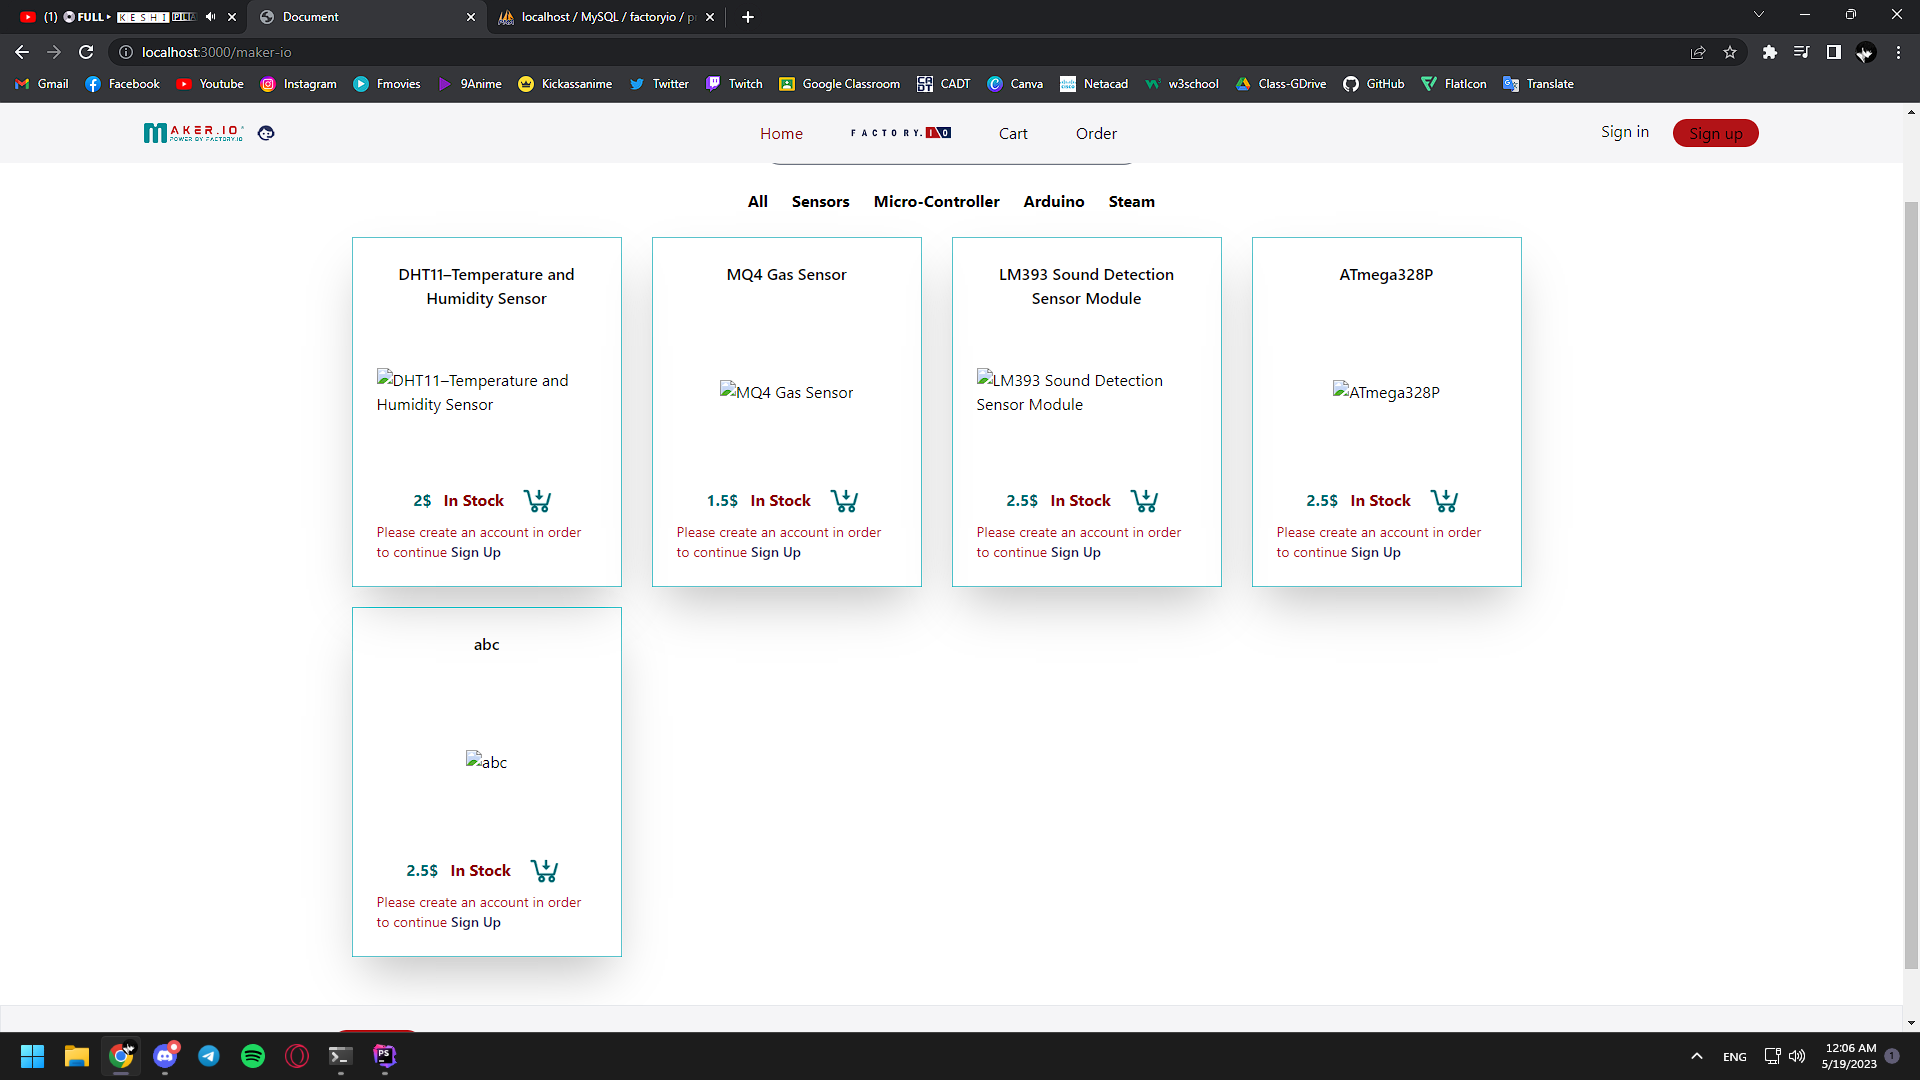 (1) FULL KESHI
Document
localhost / MySQL / factoryio /
localhost:3000/maker-io
Gmail Facebook Youtube Instagram Fmovies 9Anime Kickassanime Twitter Twitch Google Classroom CADT Canva Netacad w3school Class-GDrive GitHub FlatIcon Translate
MAKER.IO
POWER BY FACTORY.IO
Home FACTORY.I/O Cart Order Sign in Sign up
All Sensors Micro-Controller Arduino Steam
DHT11–Temperature and
Humidity Sensor
DHT11–Temperature and
Humidity Sensor
2$ In Stock
Please create an account in order
to continue Sign Up
MQ4 Gas Sensor
MQ4 Gas Sensor
1.5$ In Stock
Please create an account in order
to continue Sign Up
LM393 Sound Detection
Sensor Module
LM393 Sound Detection
Sensor Module
2.5$ In Stock
Please create an account in order
to continue Sign Up
ATmega328P
ATmega328P
2.5$ In Stock
Please create an account in order
to continue Sign Up
abc
abc
2.5$ In Stock
Please create an account in order
to continue Sign Up
PS
ENG
12:06 AM
5/19/2023
1